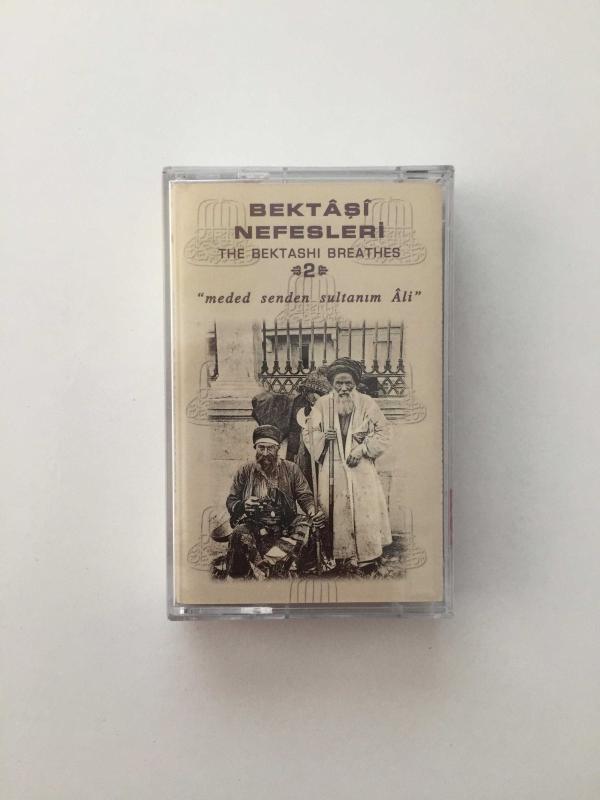 BEKTÂŞÎ
NEFESLERİ
THE BEKTASHI BREATHES
2
“meded senden sultanım Âli”